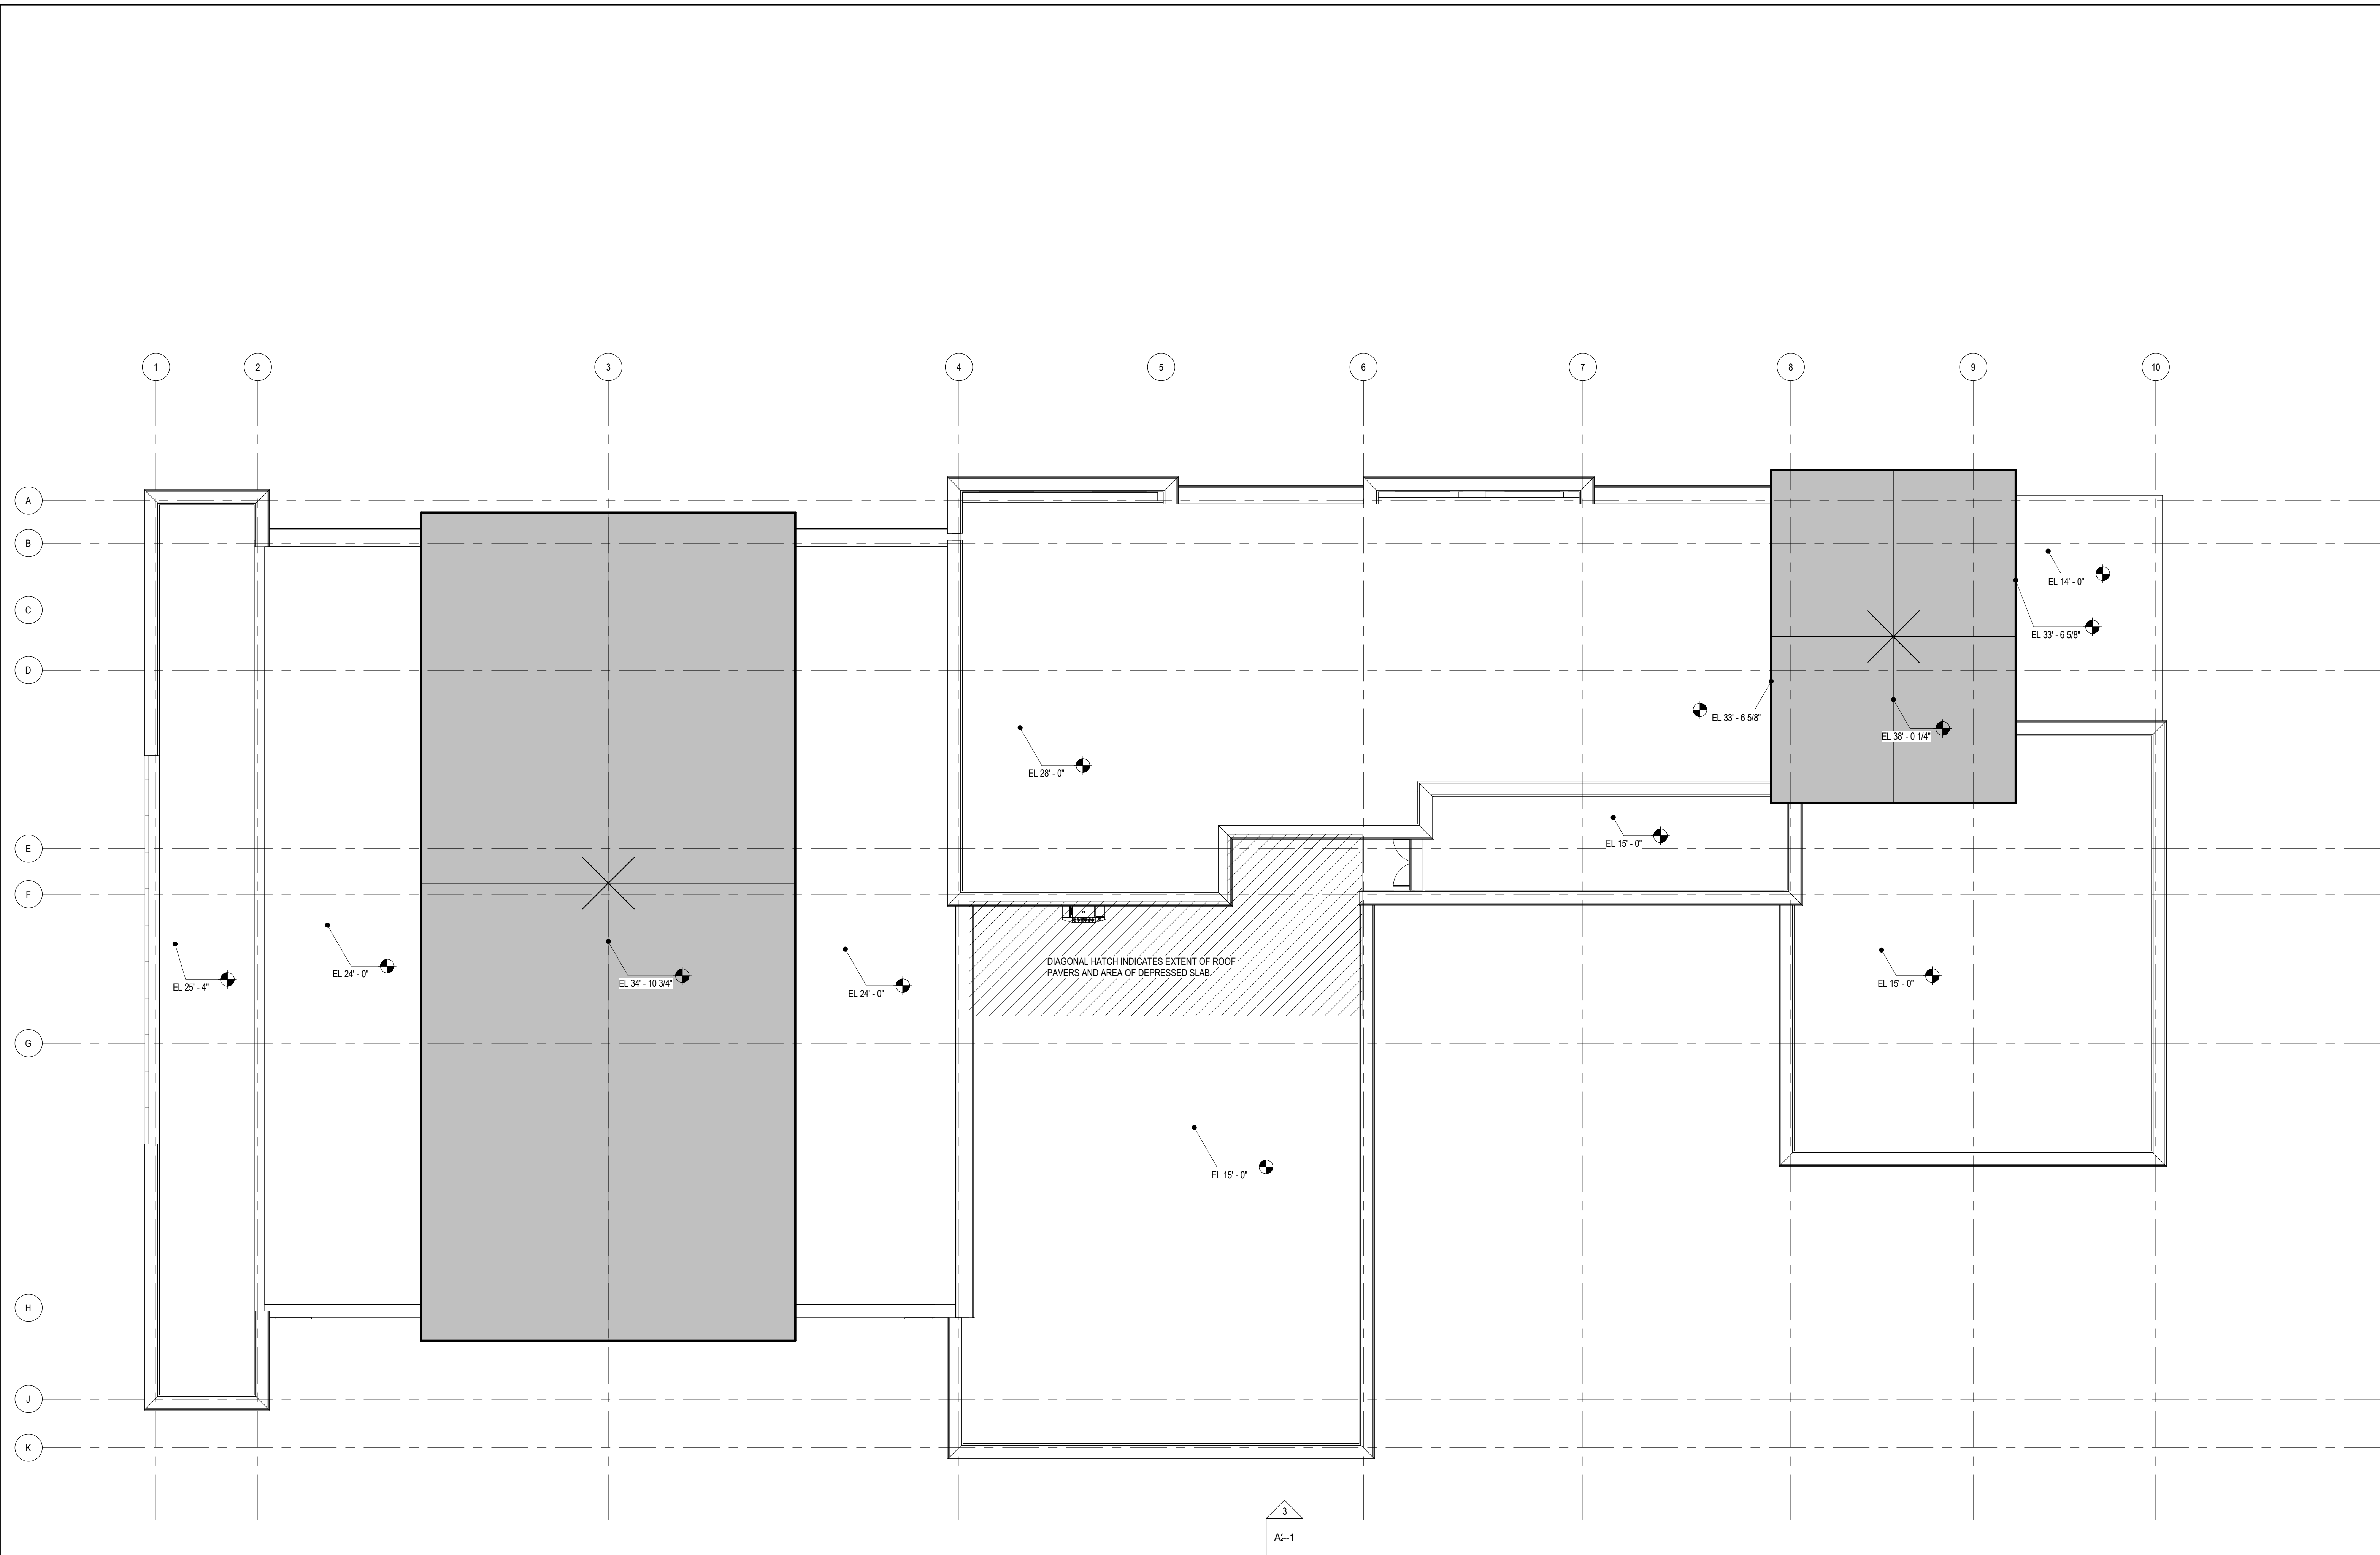 1
2
3
4
5
6
7
8
9
10
A
B
C
D
E
F
G
H
J
K
EL 14' - 0"
EL 33' - 6 5/8"
EL 33' - 6 5/8"
EL 38' - 0 1/4"
EL 28' - 0"
EL 15' - 0"
DIAGONAL HATCH INDICATES EXTENT OF ROOF
PAVERS AND AREA OF DEPRESSED SLAB
EL 25' - 4"
EL 24' - 0"
EL 34' - 10 3/4"
EL 24' - 0"
EL 15' - 0"
EL 15' - 0"
3